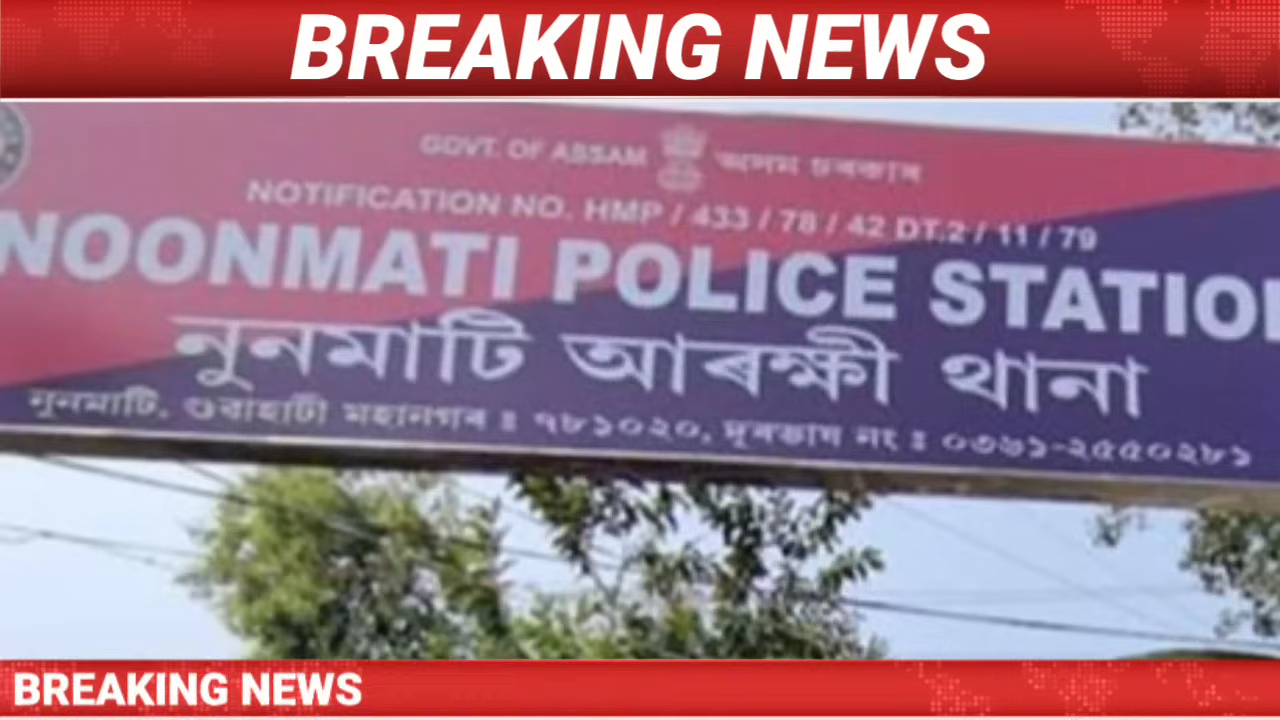 BREAKING NEWS
GOVT. OF ASSAM অসম চৰকাৰ
NOTIFICATION NO. HMP / 433 / 78 / 42 DT.2 / 11 / 79
NOONMATI POLICE STATIO
নুনমাটি আৰক্ষী থানা
নুনমাটি, গুৱাহাটী মহানগৰ ঃ ৭৮১০২০, দূৰভাষ নং ঃ ০৩৬১-২৫৫০২৮১
BREAKING NEWS